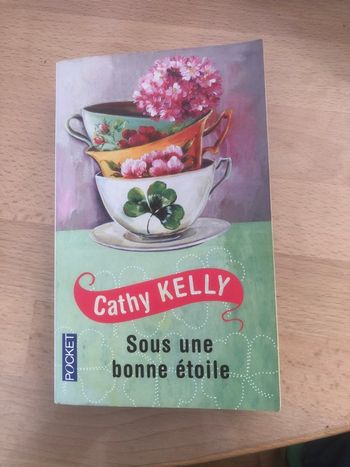 Cathy KELLY
Sous une
bonne étoile
POCKET